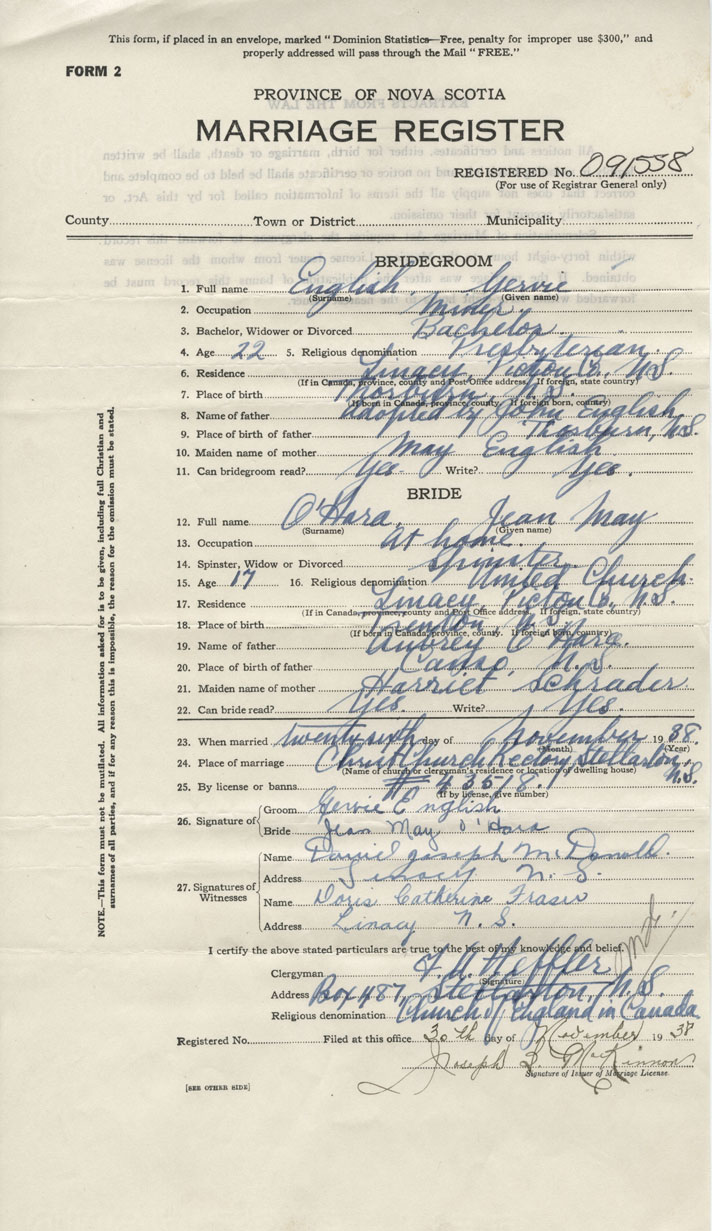 This form, if placed in an envelope, marked "Dominion Statistics—Free, penalty for improper use $300," and
properly addressed will pass through the Mail "FREE."
FORM 2
PROVINCE OF NOVA SCOTIA
MARRIAGE REGISTER
REGISTERED No. 091558
(For use of Registrar General only)
County Town or District Municipality
BRIDEGROOM
1. Full name English, Gervie
(Surname) (Given name)
2. Occupation Miner
3. Bachelor, Widower or Divorced Bachelor
4. Age 22 5. Religious denomination Presbyterian
6. Residence Linacy, Pictou Co., N.S.
(If in Canada, province, county and Post Office address. If foreign, state country)
7. Place of birth N.S.
(If born in Canada, province, county. If foreign born, country)
8. Name of father adopted by John English
9. Place of birth of father Thorburn, N.S.
10. Maiden name of mother May English
11. Can bridegroom read? Yes Write? Yes.
BRIDE
12. Full name O'Hara, Jean May
(Surname) (Given name)
13. Occupation At home
14. Spinster, Widow or Divorced Spinster
15. Age 17 16. Religious denomination United Church
17. Residence Linacy, Pictou Co., N.S.
(If in Canada, province, county and Post Office address. If foreign, state country)
18. Place of birth Trenton, N.S.
(If born in Canada, province, county. If foreign born, country)
19. Name of father Aubrey O'Hara
20. Place of birth of father Canso, N.S.
21. Maiden name of mother Harriet Schrader
22. Can bride read? Yes. Write? Yes.
23. When married twenty sixth day of November 1938.
(Month) (Year)
24. Place of marriage Christ Church Rectory Stellarton, N.S.
(Name of church or clergyman's residence or location of dwelling house)
25. By license or banns # 43518.
(If by license, give number)
26. Signature of Groom Gervie English
Bride Jean May O'Hara
27. Signatures of Witnesses
Name Daniel Joseph McDonald
Address Linacy N. S.
Name Doris Catherine Fraser
Address Linacy N. S.
I certify the above stated particulars are true to the best of my knowledge and belief.
Clergyman Heffler
(Signature)
Address Box 487, Stellarton, N.S.
Religious denomination Church of England in Canada
Registered No. Filed at this office 30th day of November 1938
Joseph MacKinnon
Signature of Issuer of Marriage License
[SEE OTHER SIDE]
NOTE.—This form must not be mutilated. All information asked for is to be given, including full Christian and
surnames of all parties, and if for any reason this is impossible, the reason for the omission must be stated.